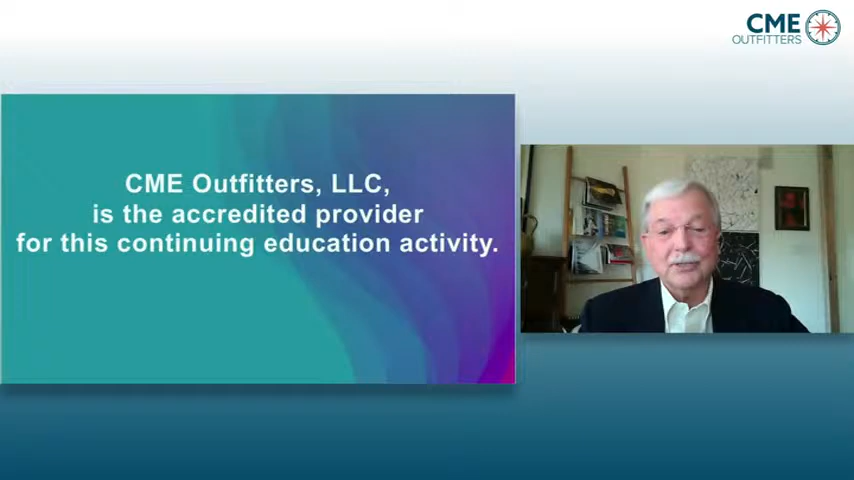 CME
OUTFITTERS
CME Outfitters, LLC,
is the accredited provider
for this continuing education activity.